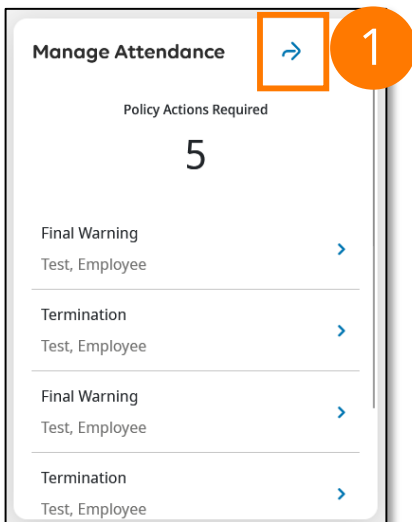 Manage Attendance
1
Policy Actions Required
5
Final Warning
Test, Employee
Termination
Test, Employee
Final Warning
Test, Employee
Termination
Test, Employee